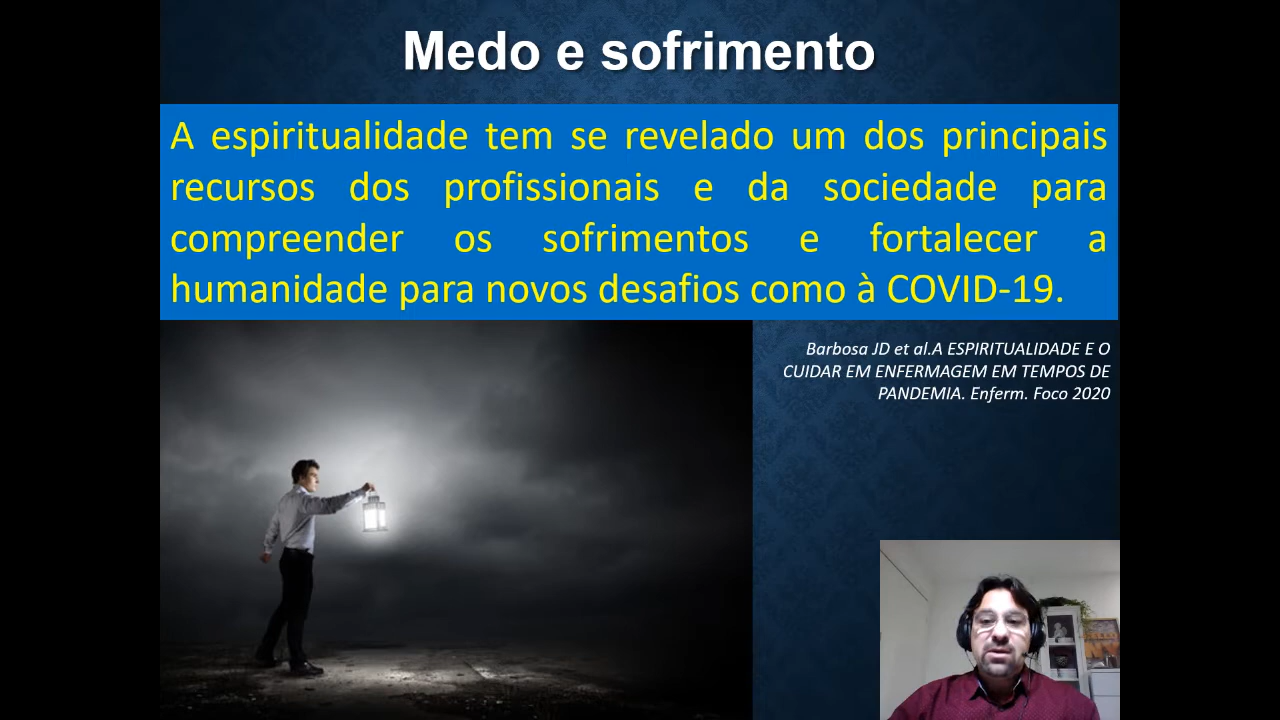 Medo e sofrimento
A espiritualidade tem se revelado um dos principais
recursos dos profissionais e da sociedade para
compreender os sofrimentos e fortalecer a
humanidade para novos desafios como à COVID-19.
Barbosa JD et al.A ESPIRITUALIDADE E O
CUIDAR EM ENFERMAGEM EM TEMPOS DE
PANDEMIA. Enferm. Foco 2020